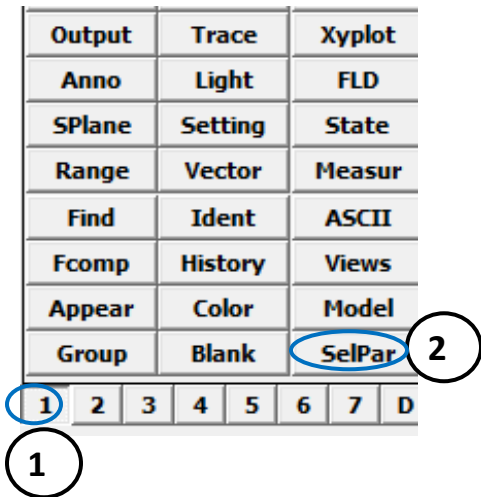 Output Trace Xyplot
Anno Light FLD
SPlane Setting State
Range Vector Measur
Find Ident ASCII
Fcomp History Views
Appear Color Model
Group Blank SelPar 2
1 2 3 4 5 6 7 D
1